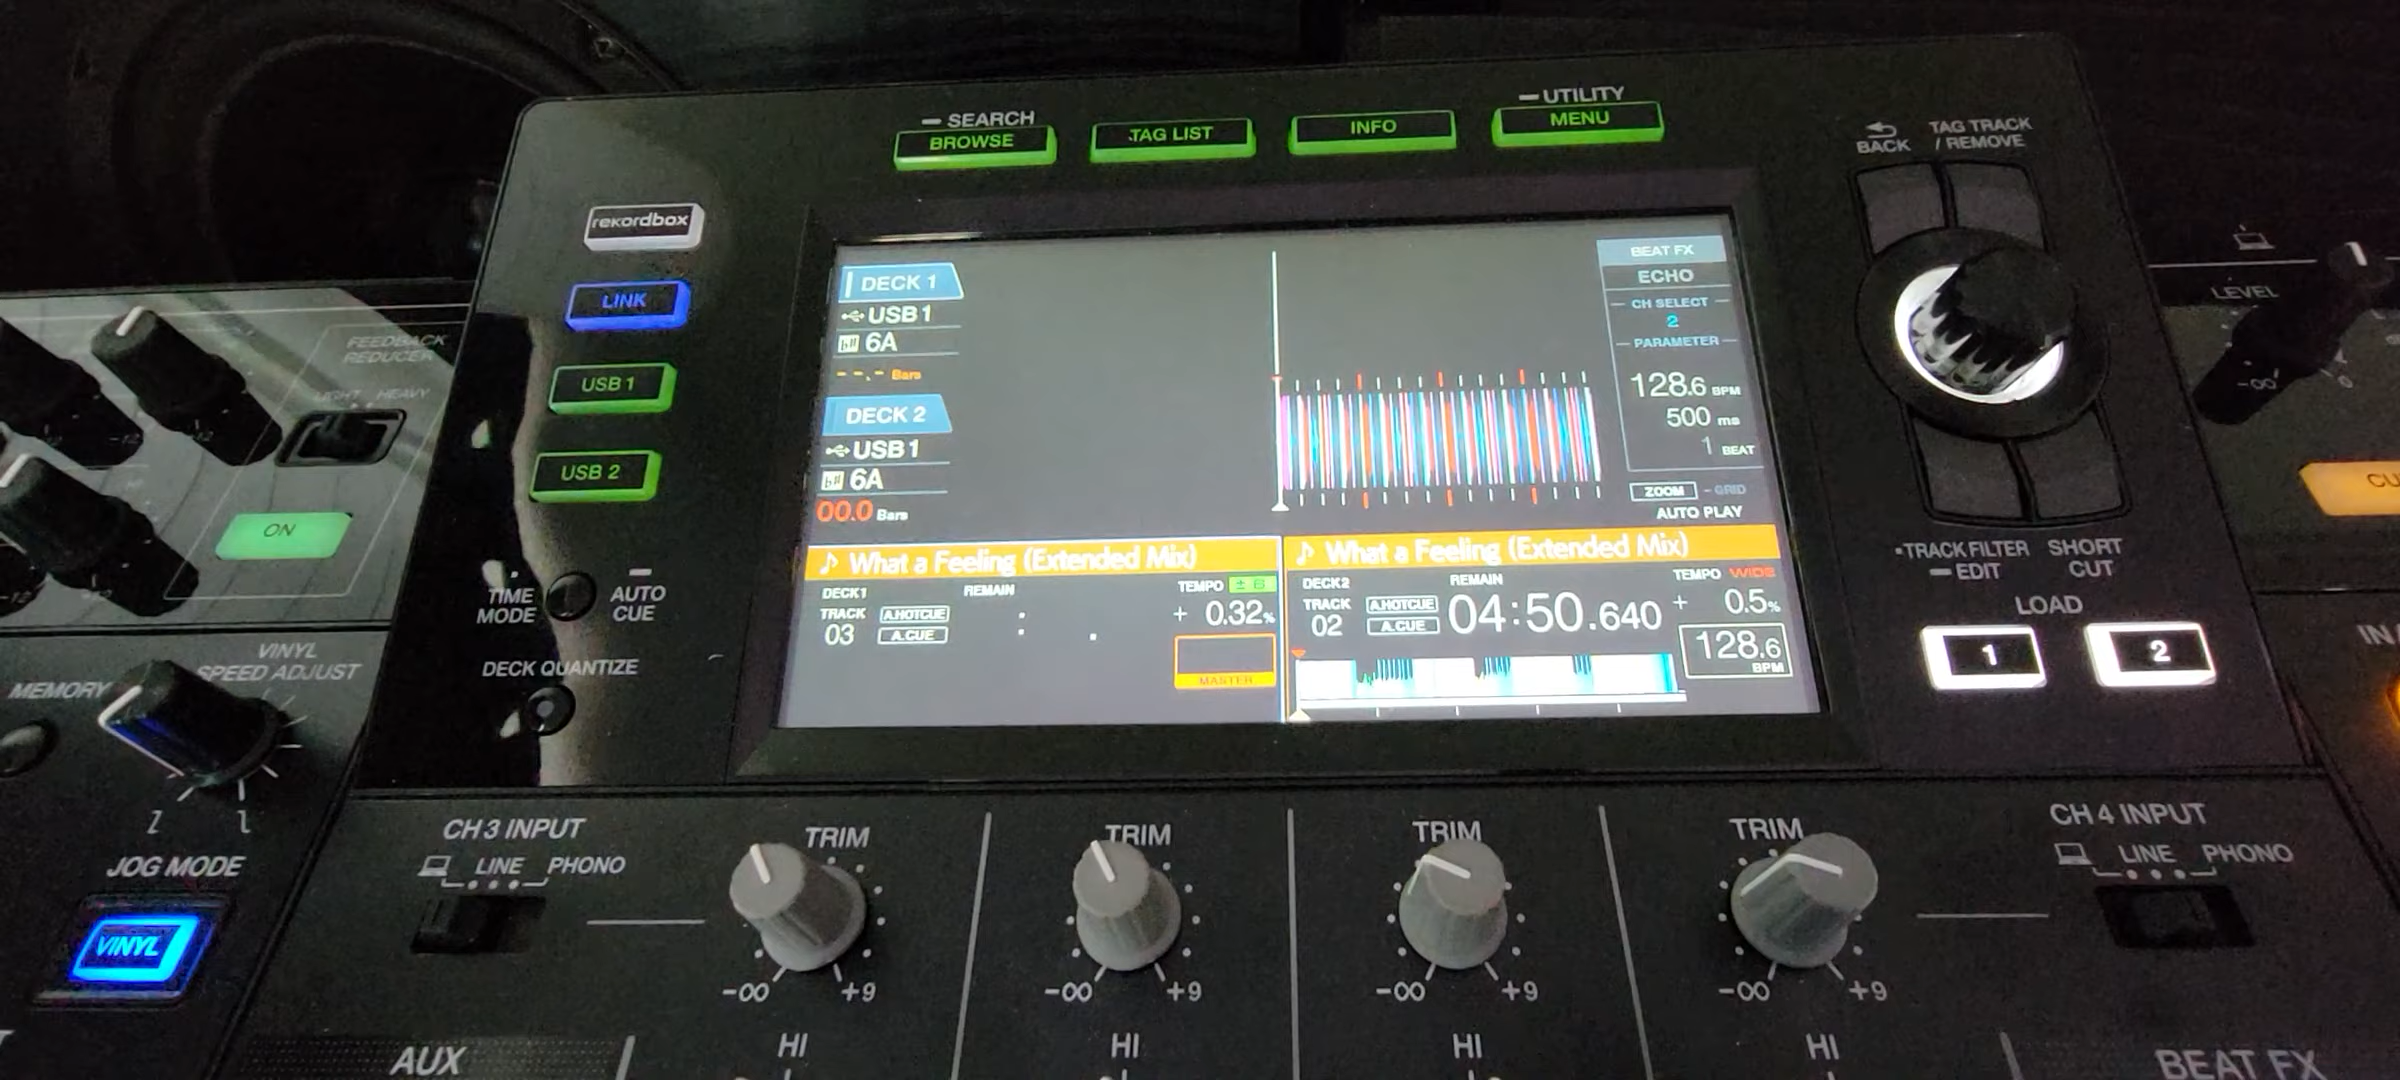 SEARCH
BROWSE
TAG LIST
INFO
UTILITY
MENU
BACK
TAG TRACK
/ REMOVE
rekordbox
LINK
USB 1
USB 2
TIME
MODE
AUTO
CUE
DECK QUANTIZE
FEEDBACK
REDUCER
LIGHT HEAVY
ON
VINYL
SPEED ADJUST
MEMORY
JOG MODE
VINYL
DECK 1
USB 1
6A
--.- Bars
DECK 2
USB 1
6A
00.0 Bars
BEAT FX
ECHO
CH SELECT
2
PARAMETER
128.6 BPM
500 ms
1 BEAT
ZOOM - GRID
AUTO PLAY
What a Feeling (Extended Mix)
DECK1 REMAIN TEMPO ±6
TRACK A.HOTCUE + 0.32%
03 A.CUE : .
MASTER
What a Feeling (Extended Mix)
DECK2 REMAIN TEMPO WIDE
TRACK A.HOTCUE 04:50.640 + 0.5%
02 A.CUE
128.6
BPM
TRACK FILTER
EDIT
SHORT
CUT
LOAD
1 2
LEVEL
-∞ 0
CH 3 INPUT
LINE PHONO
TRIM TRIM TRIM TRIM
CH 4 INPUT
LINE PHONO
-∞ +9 -∞ +9 -∞ +9 -∞ +9
AUX
HI HI HI HI
BEAT FX